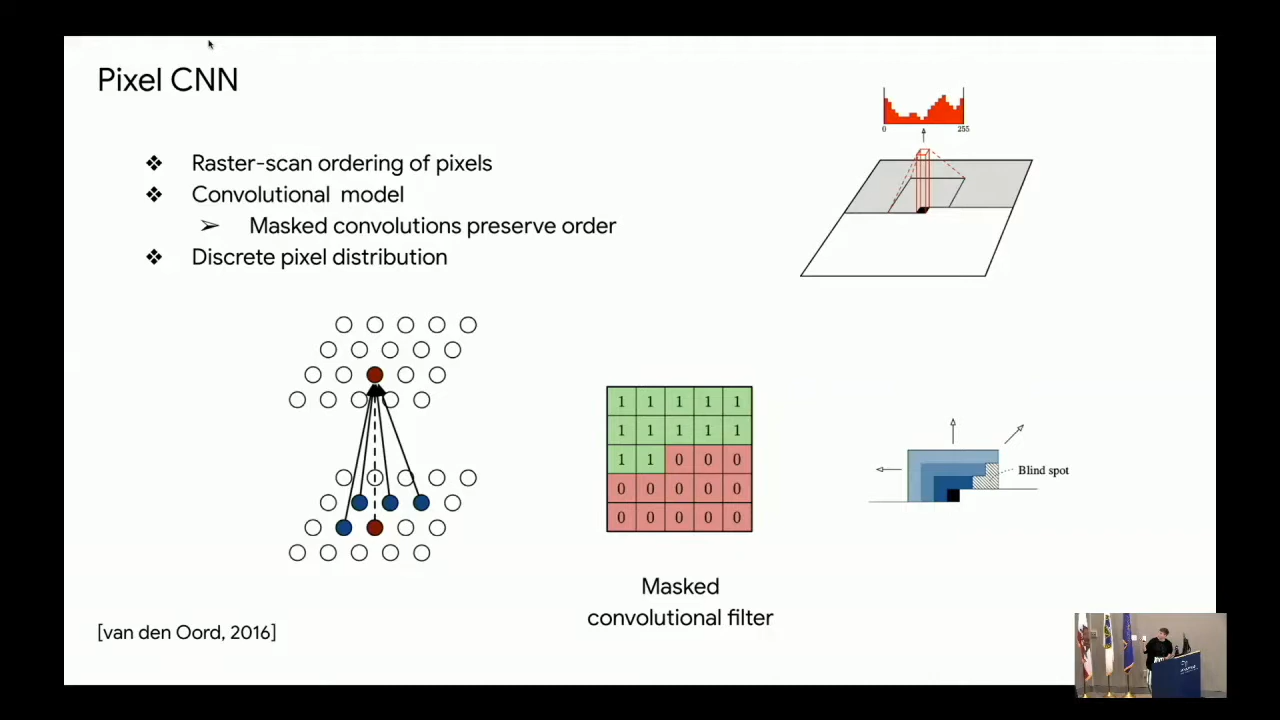 Pixel CNN
❖ Raster-scan ordering of pixels
❖ Convolutional model
➢ Masked convolutions preserve order
❖ Discrete pixel distribution
0 255
1 1 1 1 1
1 1 1 1 1
1 1 0 0 0
0 0 0 0 0
0 0 0 0 0
Blind spot
Masked
convolutional filter
[van den Oord, 2016]